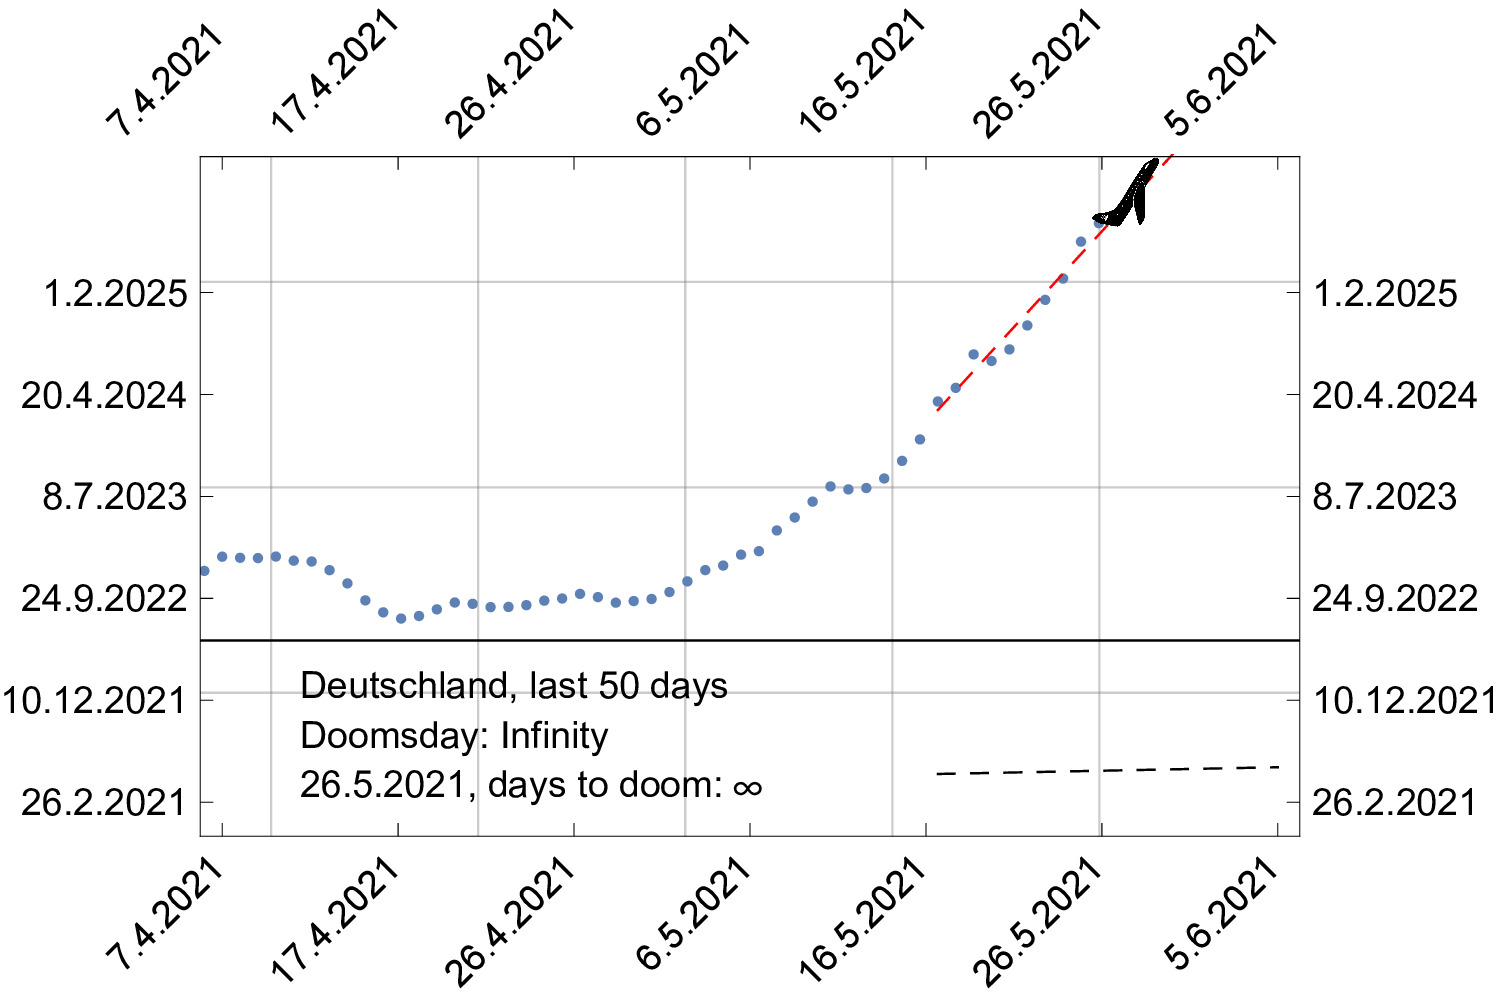 7.4.2021 17.4.2021 26.4.2021 6.5.2021 16.5.2021 26.5.2021 5.6.2021
1.2.2025 1.2.2025
20.4.2024 20.4.2024
8.7.2023 8.7.2023
24.9.2022 24.9.2022
Deutschland, last 50 days
10.12.2021 10.12.2021
Doomsday: Infinity
26.5.2021, days to doom: ∞
26.2.2021 26.2.2021
7.4.2021 17.4.2021 26.4.2021 6.5.2021 16.5.2021 26.5.2021 5.6.2021